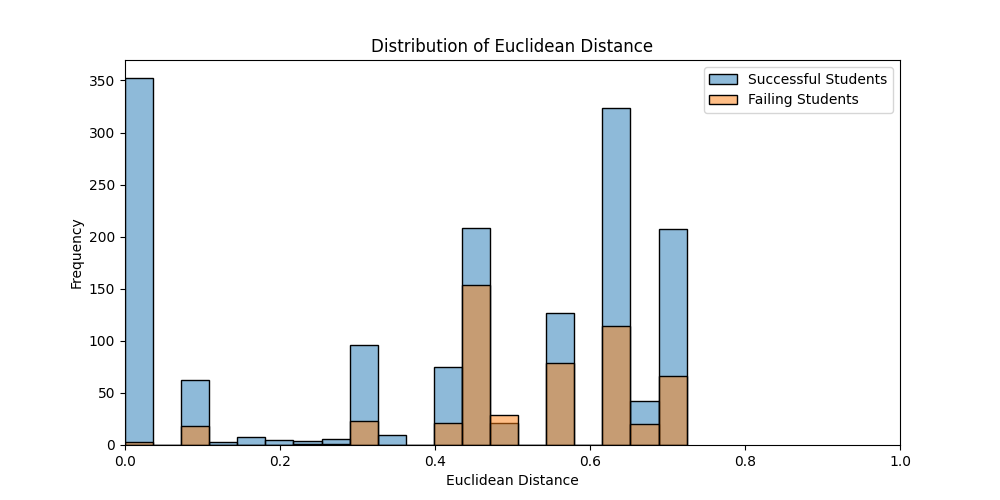 Distribution of Euclidean Distance
Successful Students
Failing Students
Frequency
350
300
250
200
150
100
50
0
0.0 0.2 0.4 0.6 0.8 1.0
Euclidean Distance